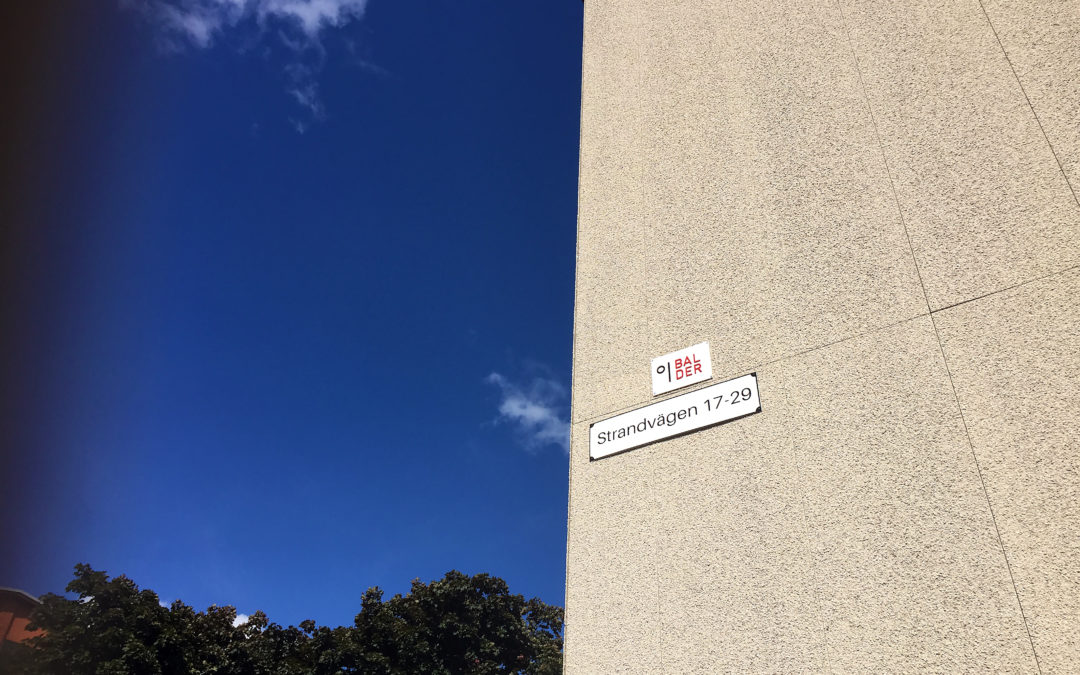 BAL
DER
Strandvägen 17-29